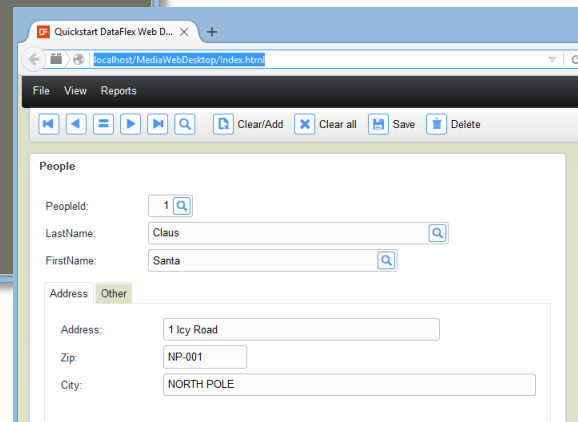 DF Quickstart DataFlex Web D... × +
localhost/MediaWebDesktop/Index.html
File View Reports
Clear/Add Clear all Save Delete
People
PeopleId: 1
LastName: Claus
FirstName: Santa
Address Other
Address: 1 Icy Road
Zip: NP-001
City: NORTH POLE